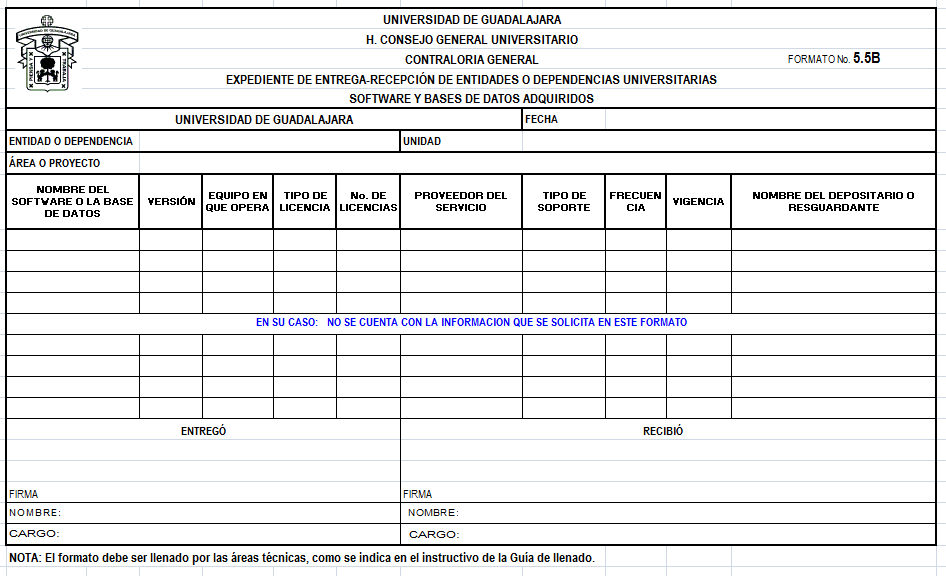 UNIVERSIDAD DE GUADALAJARA
H. CONSEJO GENERAL UNIVERSITARIO
CONTRALORIA GENERAL
FORMATO No. 5.5B
EXPEDIENTE DE ENTREGA-RECEPCIÓN DE ENTIDADES O DEPENDENCIAS UNIVERSITARIAS
SOFTWARE Y BASES DE DATOS ADQUIRIDOS
UNIVERSIDAD DE GUADALAJARA
PIENSA Y
TRABAJA
UNIVERSIDAD DE GUADALAJARA
FECHA
ENTIDAD O DEPENDENCIA
UNIDAD
ÁREA O PROYECTO
NOMBRE DEL
SOFTWARE O LA BASE
DE DATOS
VERSIÓN
EQUIPO EN
QUE OPERA
TIPO DE
LICENCIA
No. DE
LICENCIAS
PROVEEDOR DEL
SERVICIO
TIPO DE
SOPORTE
FRECUEN
CIA
VIGENCIA
NOMBRE DEL DEPOSITARIO O
RESGUARDANTE
EN SU CASO: NO SE CUENTA CON LA INFORMACION QUE SE SOLICITA EN ESTE FORMATO
ENTREGÓ
RECIBIÓ
FIRMA
FIRMA
NOMBRE:
NOMBRE:
CARGO:
CARGO:
NOTA: El formato debe ser llenado por las áreas técnicas, como se indica en el instructivo de la Guía de llenado.